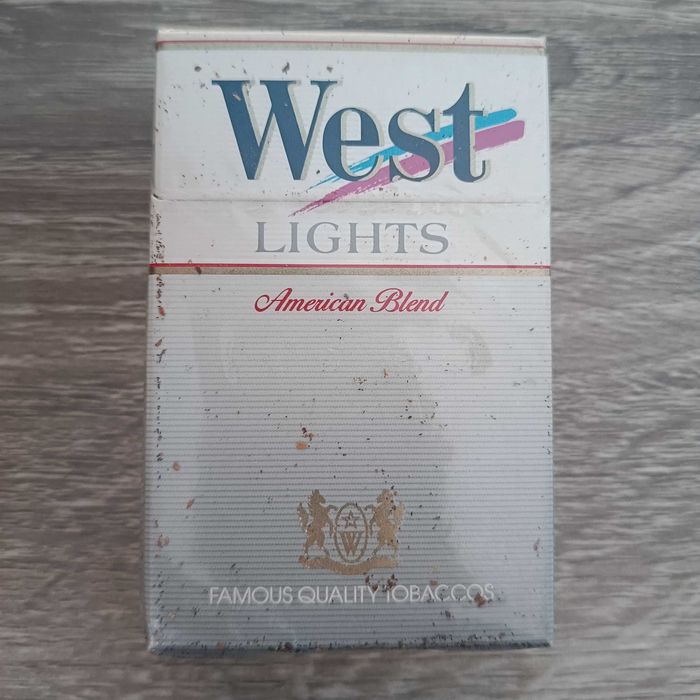 West
LIGHTS
American Blend
W
FAMOUS QUALITY TOBACCOS